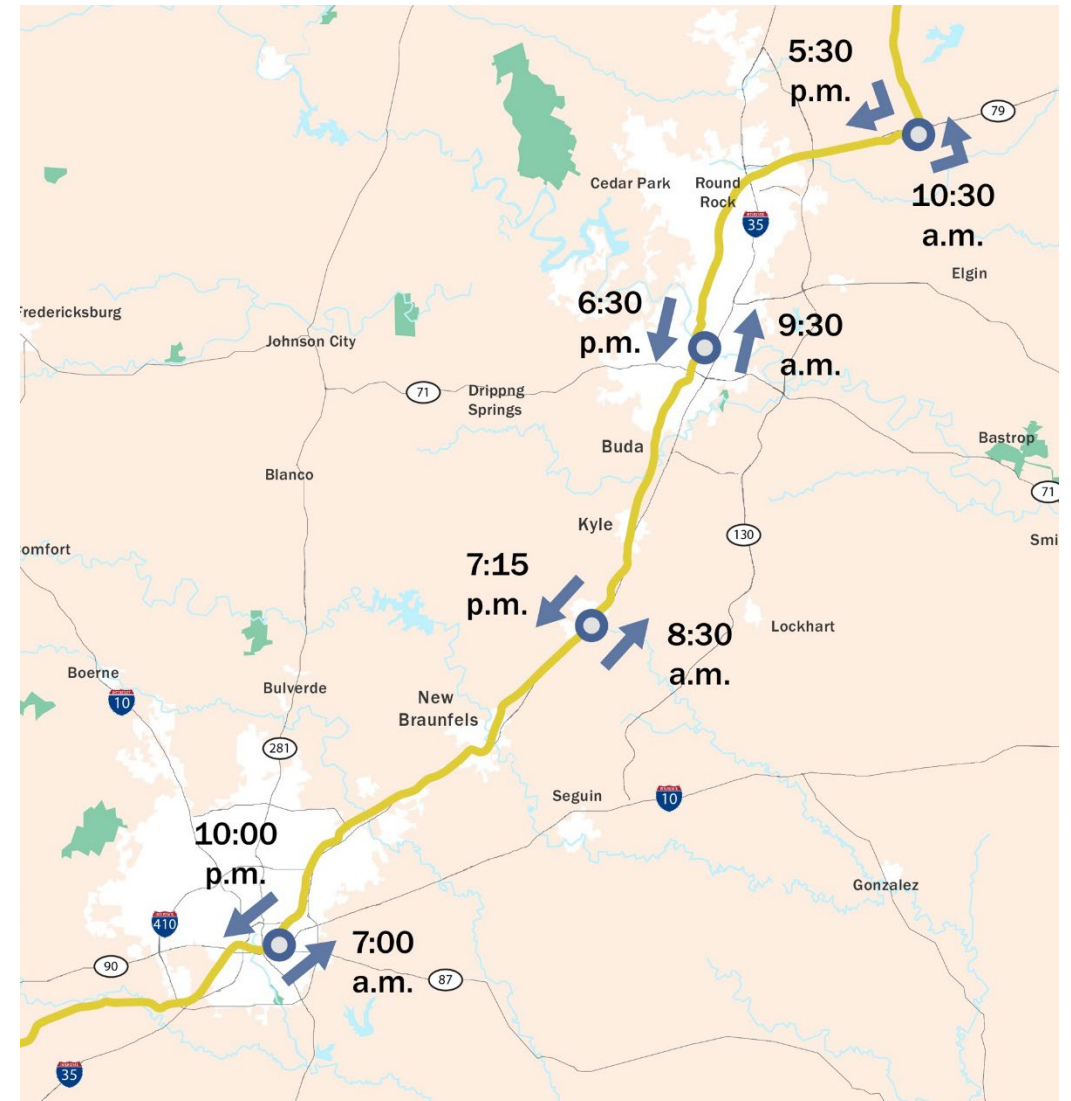 5:30
p.m.
79
Cedar Park
Round
Rock
10:30
a.m.
35
Elgin
6:30
p.m.
9:30
a.m.
Fredericksburg
Johnson City
71
Drippng
Springs
Buda
Bastrop
Blanco
71
Kyle
130
omfort
Smi
7:15
p.m.
8:30
a.m.
Lockhart
Boerne
10
Bulverde
New
Braunfels
281
Seguin
10
10:00
p.m.
Gonzalez
410
7:00
a.m.
90
87
35